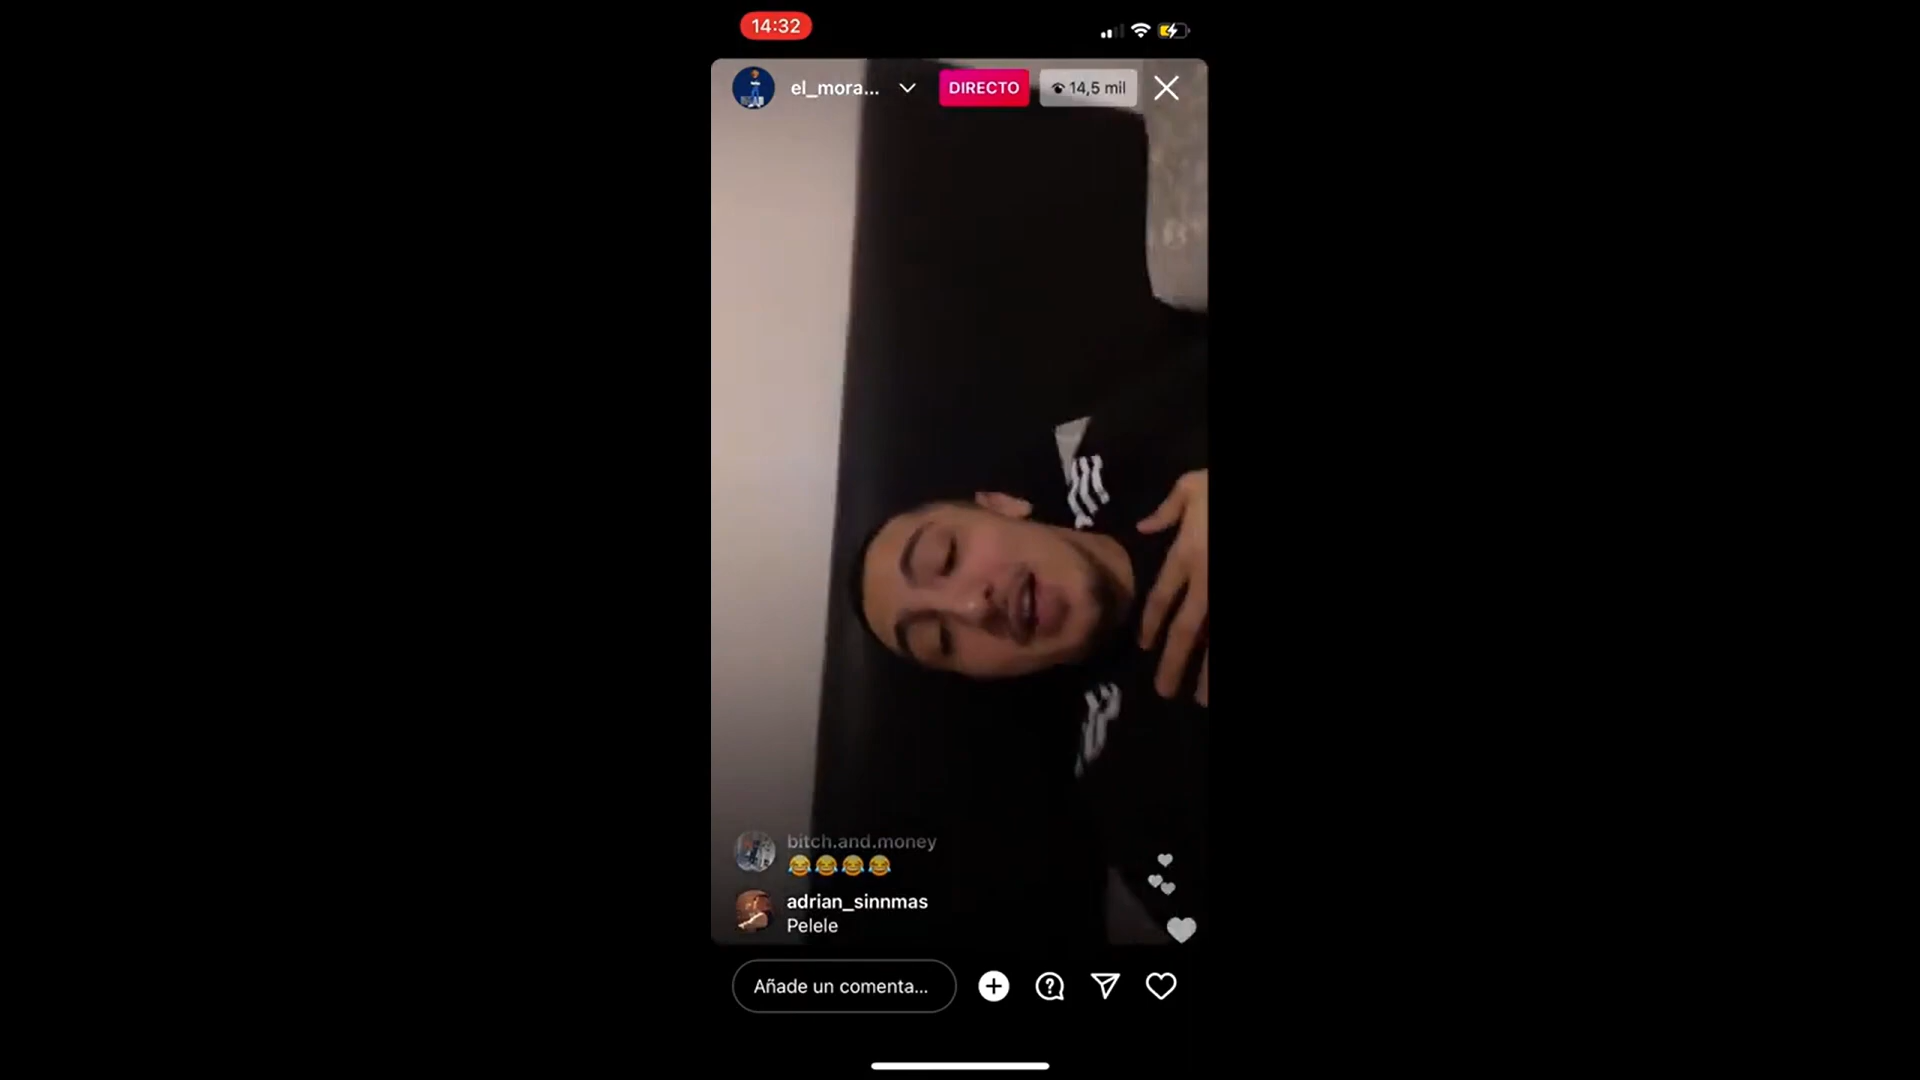 14:32
el_mora...
DIRECTO
14,5 mil
bitch.and.money
😂😂😂😂
adrian_sinnmas
Pelele
Añade un comenta...